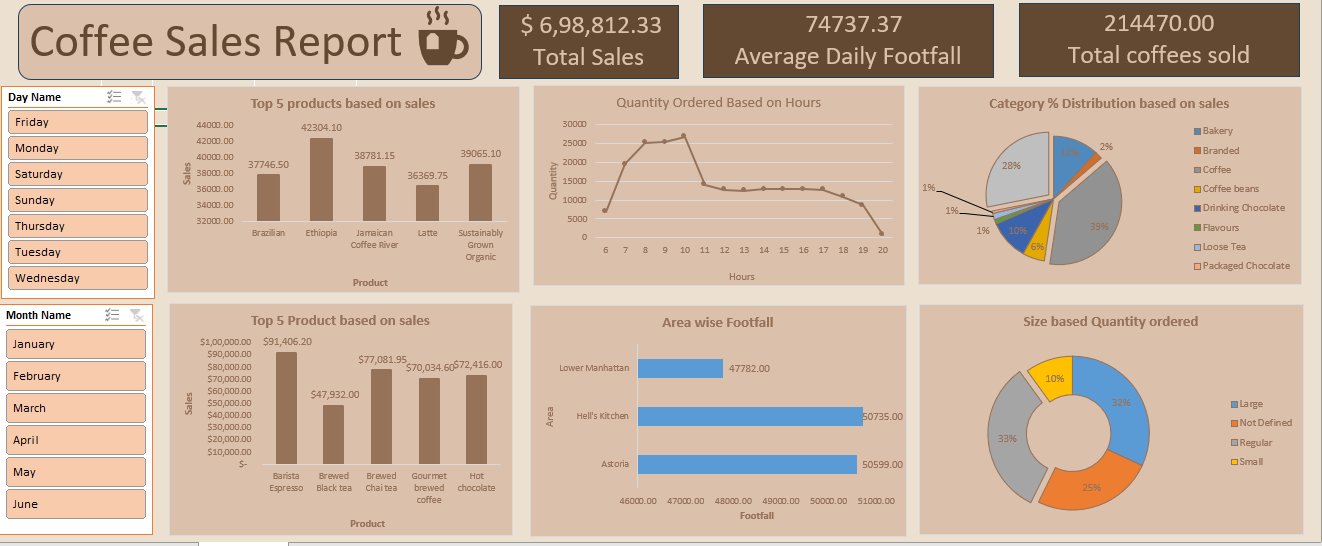 Coffee Sales Report
$ 6,98,812.33
Total Sales
74737.37
Average Daily Footfall
214470.00
Total coffees sold
Day Name
Friday
Monday
Saturday
Sunday
Thursday
Tuesday
Wednesday
Top 5 products based on sales
44000.00
42000.00
40000.00
38000.00
36000.00
34000.00
32000.00
Sales
37746.50
42304.10
38781.15
36369.75
39065.10
Brazilian
Ethiopia
Jamaican
Coffee River
Latte
Sustainably
Grown
Organic
Product
Quantity Ordered Based on Hours
30000
25000
20000
15000
10000
5000
0
Quantity
6 7 8 9 10 11 12 13 14 15 16 17 18 19 20
Hours
Category % Distribution based on sales
2%
39%
6%
10%
1%
1%
1%
28%
Bakery
Branded
Coffee
Coffee beans
Drinking Chocolate
Flavours
Loose Tea
Packaged Chocolate
Month Name
January
February
March
April
May
June
Top 5 Product based on sales
$1,00,000.00
$90,000.00
$80,000.00
$70,000.00
$60,000.00
$50,000.00
$40,000.00
$30,000.00
$20,000.00
$10,000.00
$-
Sales
$91,406.20
$47,932.00
$77,081.95
$70,034.60
$72,416.00
Barista
Espresso
Brewed
Black tea
Brewed
Chai tea
Gourmet
brewed
coffee
Hot
chocolate
Product
Area wise Footfall
Area
Lower Manhattan
47782.00
Hell's Kitchen
50735.00
Astoria
50599.00
46000.00 47000.00 48000.00 49000.00 50000.00 51000.00
Footfall
Size based Quantity ordered
10%
32%
33%
25%
Large
Not Defined
Regular
Small